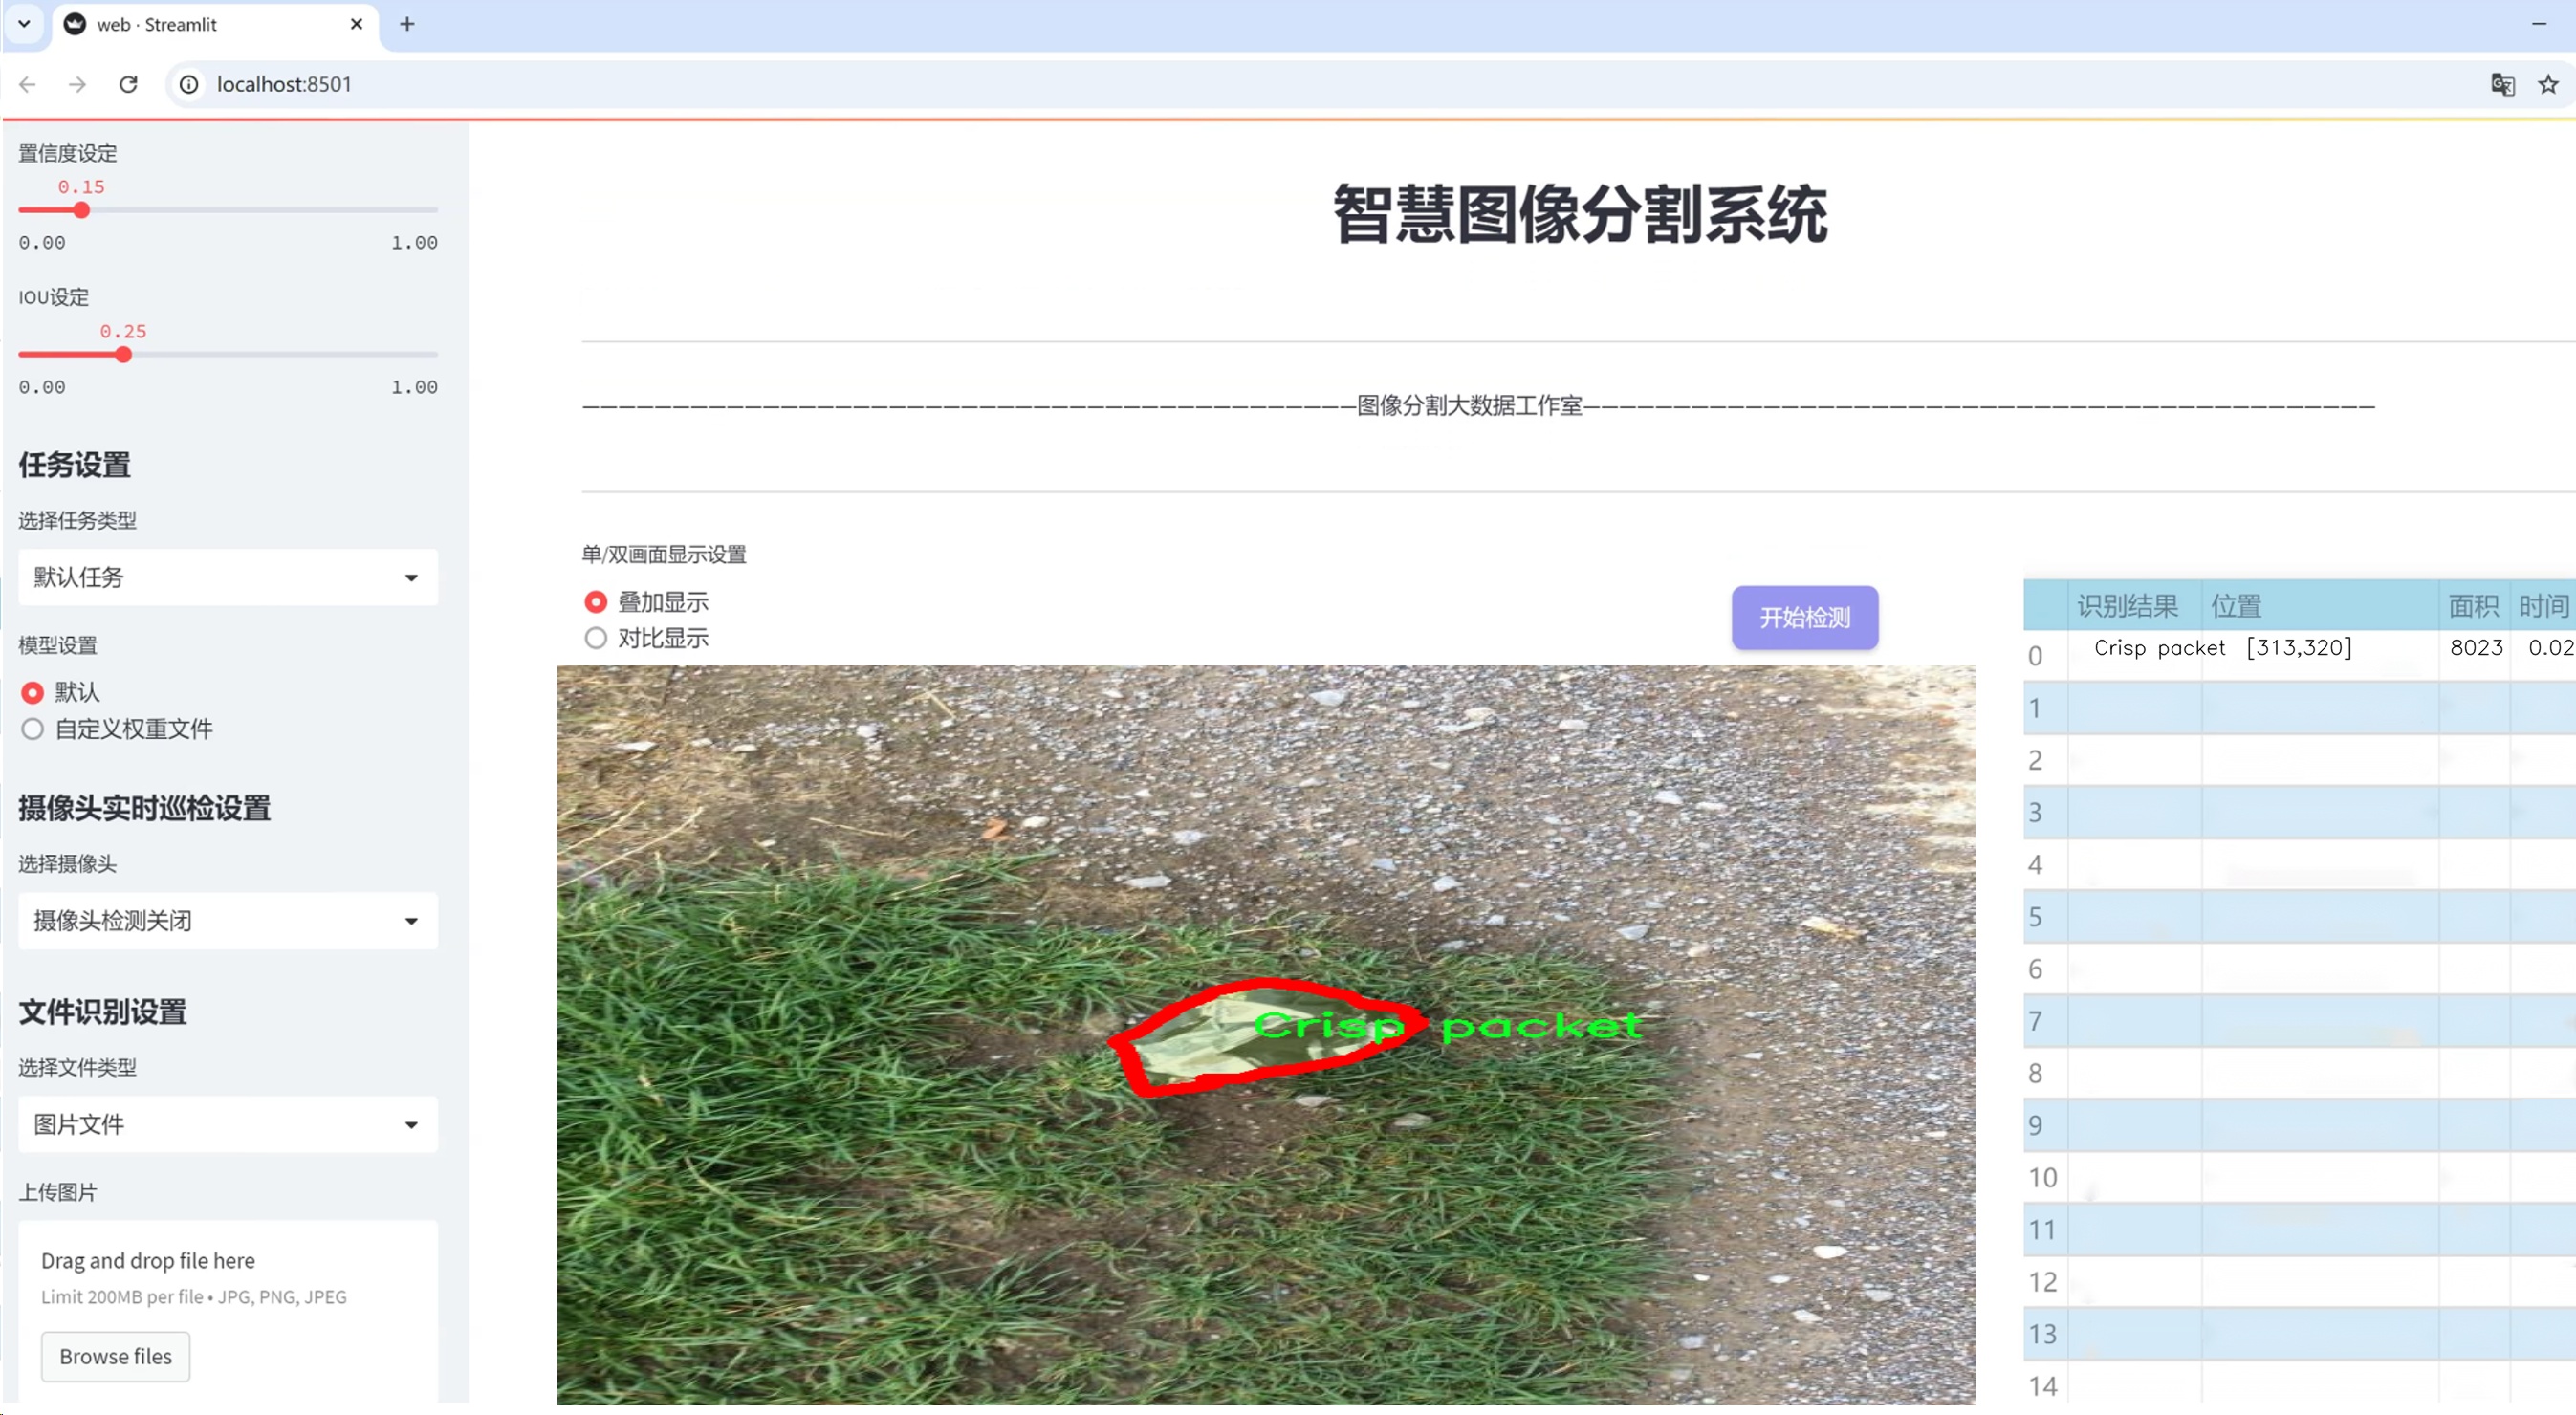 web · Streamlit
localhost:8501
置信度设定
0.15
0.00 1.00
IOU设定
0.25
0.00 1.00
任务设置
选择任务类型
默认任务
模型设置
默认
自定义权重文件
摄像头实时巡检设置
选择摄像头
摄像头检测关闭
文件识别设置
选择文件类型
图片文件
上传图片
Drag and drop file here
Limit 200MB per file • JPG, PNG, JPEG
Browse files
智慧图像分割系统
———————————————————————————————————————————图像分割大数据工作室————————————————————————————————————————————
单/双画面显示设置
叠加显示
对比显示
开始检测
Crisp packet
识别结果 位置 面积 时间
0 Crisp packet [313,320] 8023 0.02
1
2
3
4
5
6
7
8
9
10
11
12
13
14